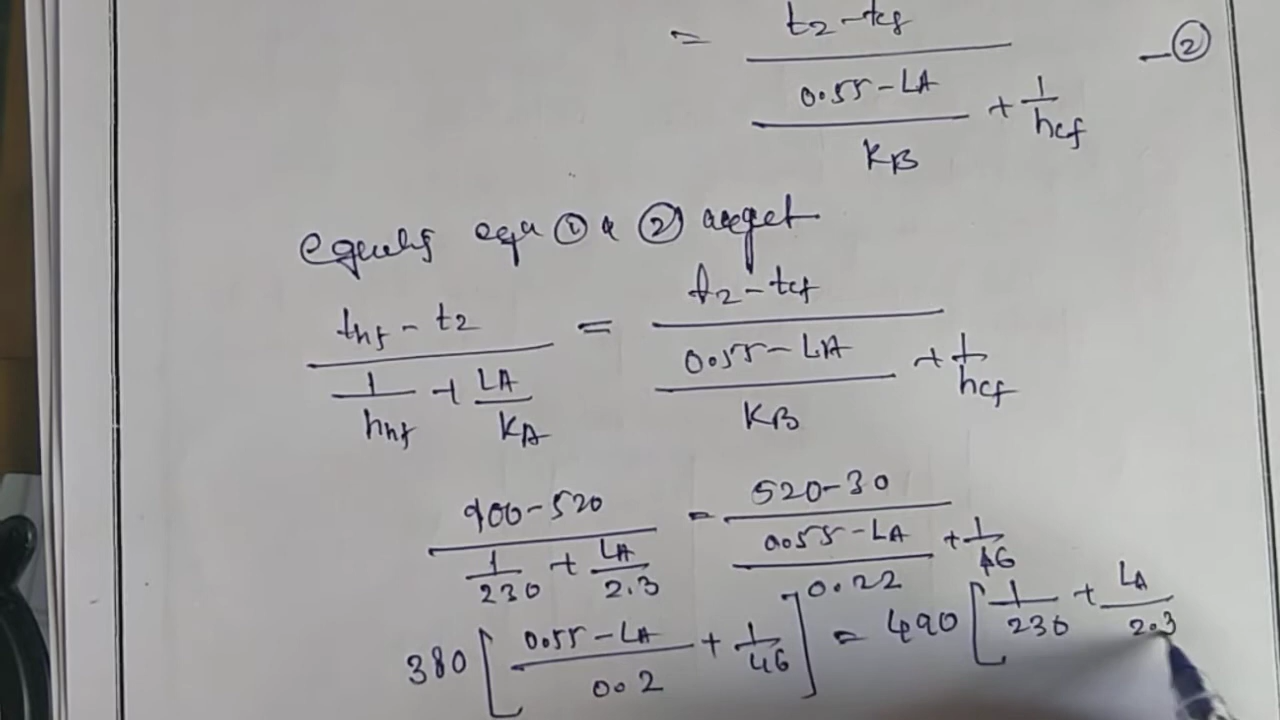 = (t2 - tcf) / ((0.55 - LA) / KB + 1/hcf) —②
equating equ ① & ② we get
(thf - t2) / (1/hhf + LA/KA) = (t2 - tcf) / ((0.55 - LA) / KB + 1/hcf)
(900 - 520) / (1/230 + LA/2.3) = (520 - 30) / ((0.55 - LA) / 0.22 + 1/46)
380 [(0.55 - LA) / 0.2 + 1/46] = 490 [1/230 + LA/2.3